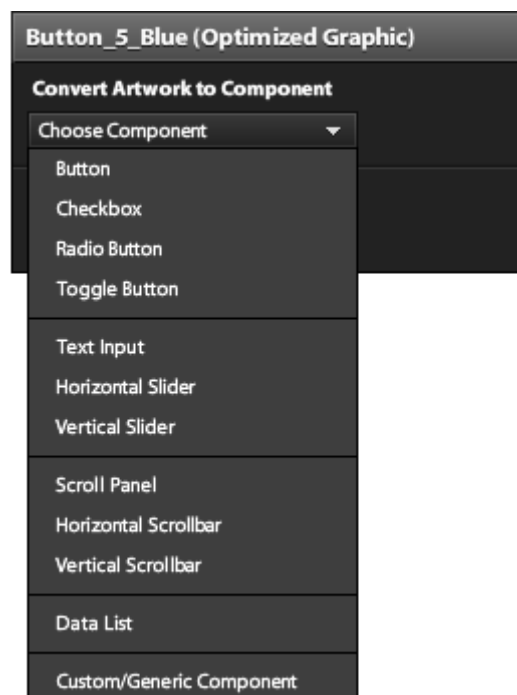 Button_5_Blue (Optimized Graphic)
Convert Artwork to Component
Choose Component
Button
Checkbox
Radio Button
Toggle Button
Text Input
Horizontal Slider
Vertical Slider
Scroll Panel
Horizontal Scrollbar
Vertical Scrollbar
Data List
Custom/Generic Component